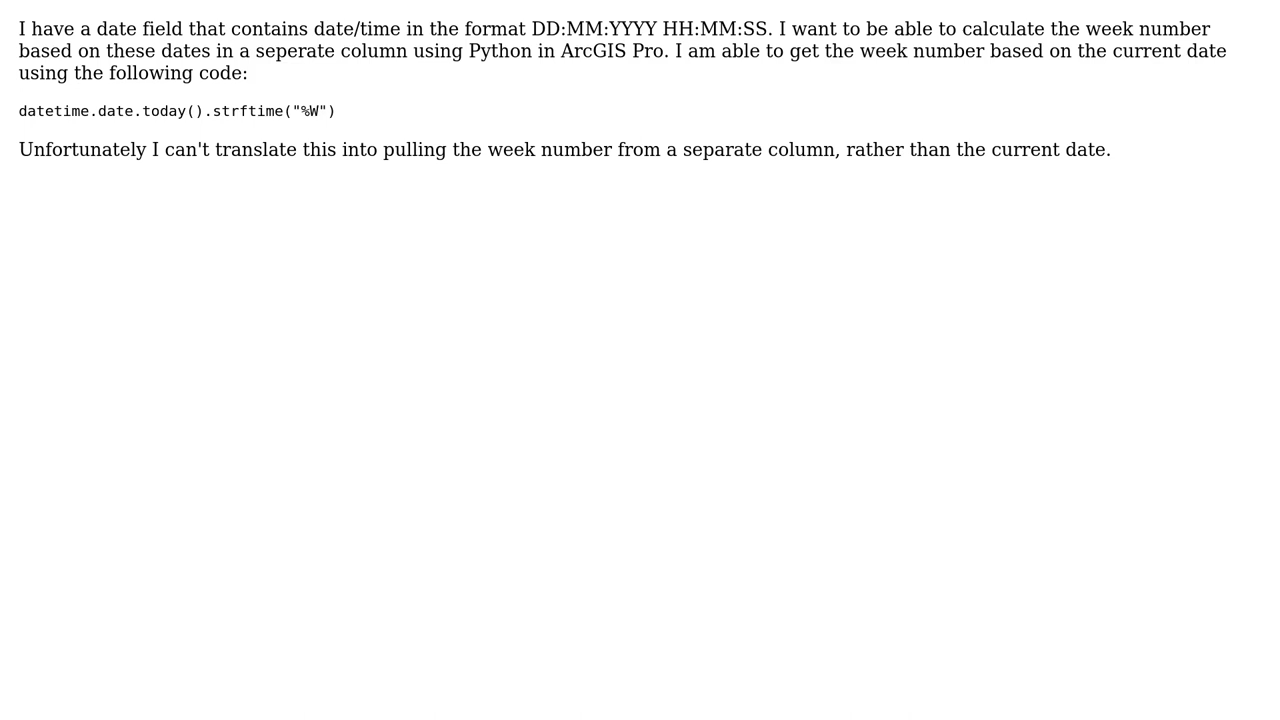 I have a date field that contains date/time in the format DD:MM:YYYY HH:MM:SS. I want to be able to calculate the week number
based on these dates in a seperate column using Python in ArcGIS Pro. I am able to get the week number based on the current date
using the following code:
datetime.date.today().strftime("%W")
Unfortunately I can't translate this into pulling the week number from a separate column, rather than the current date.